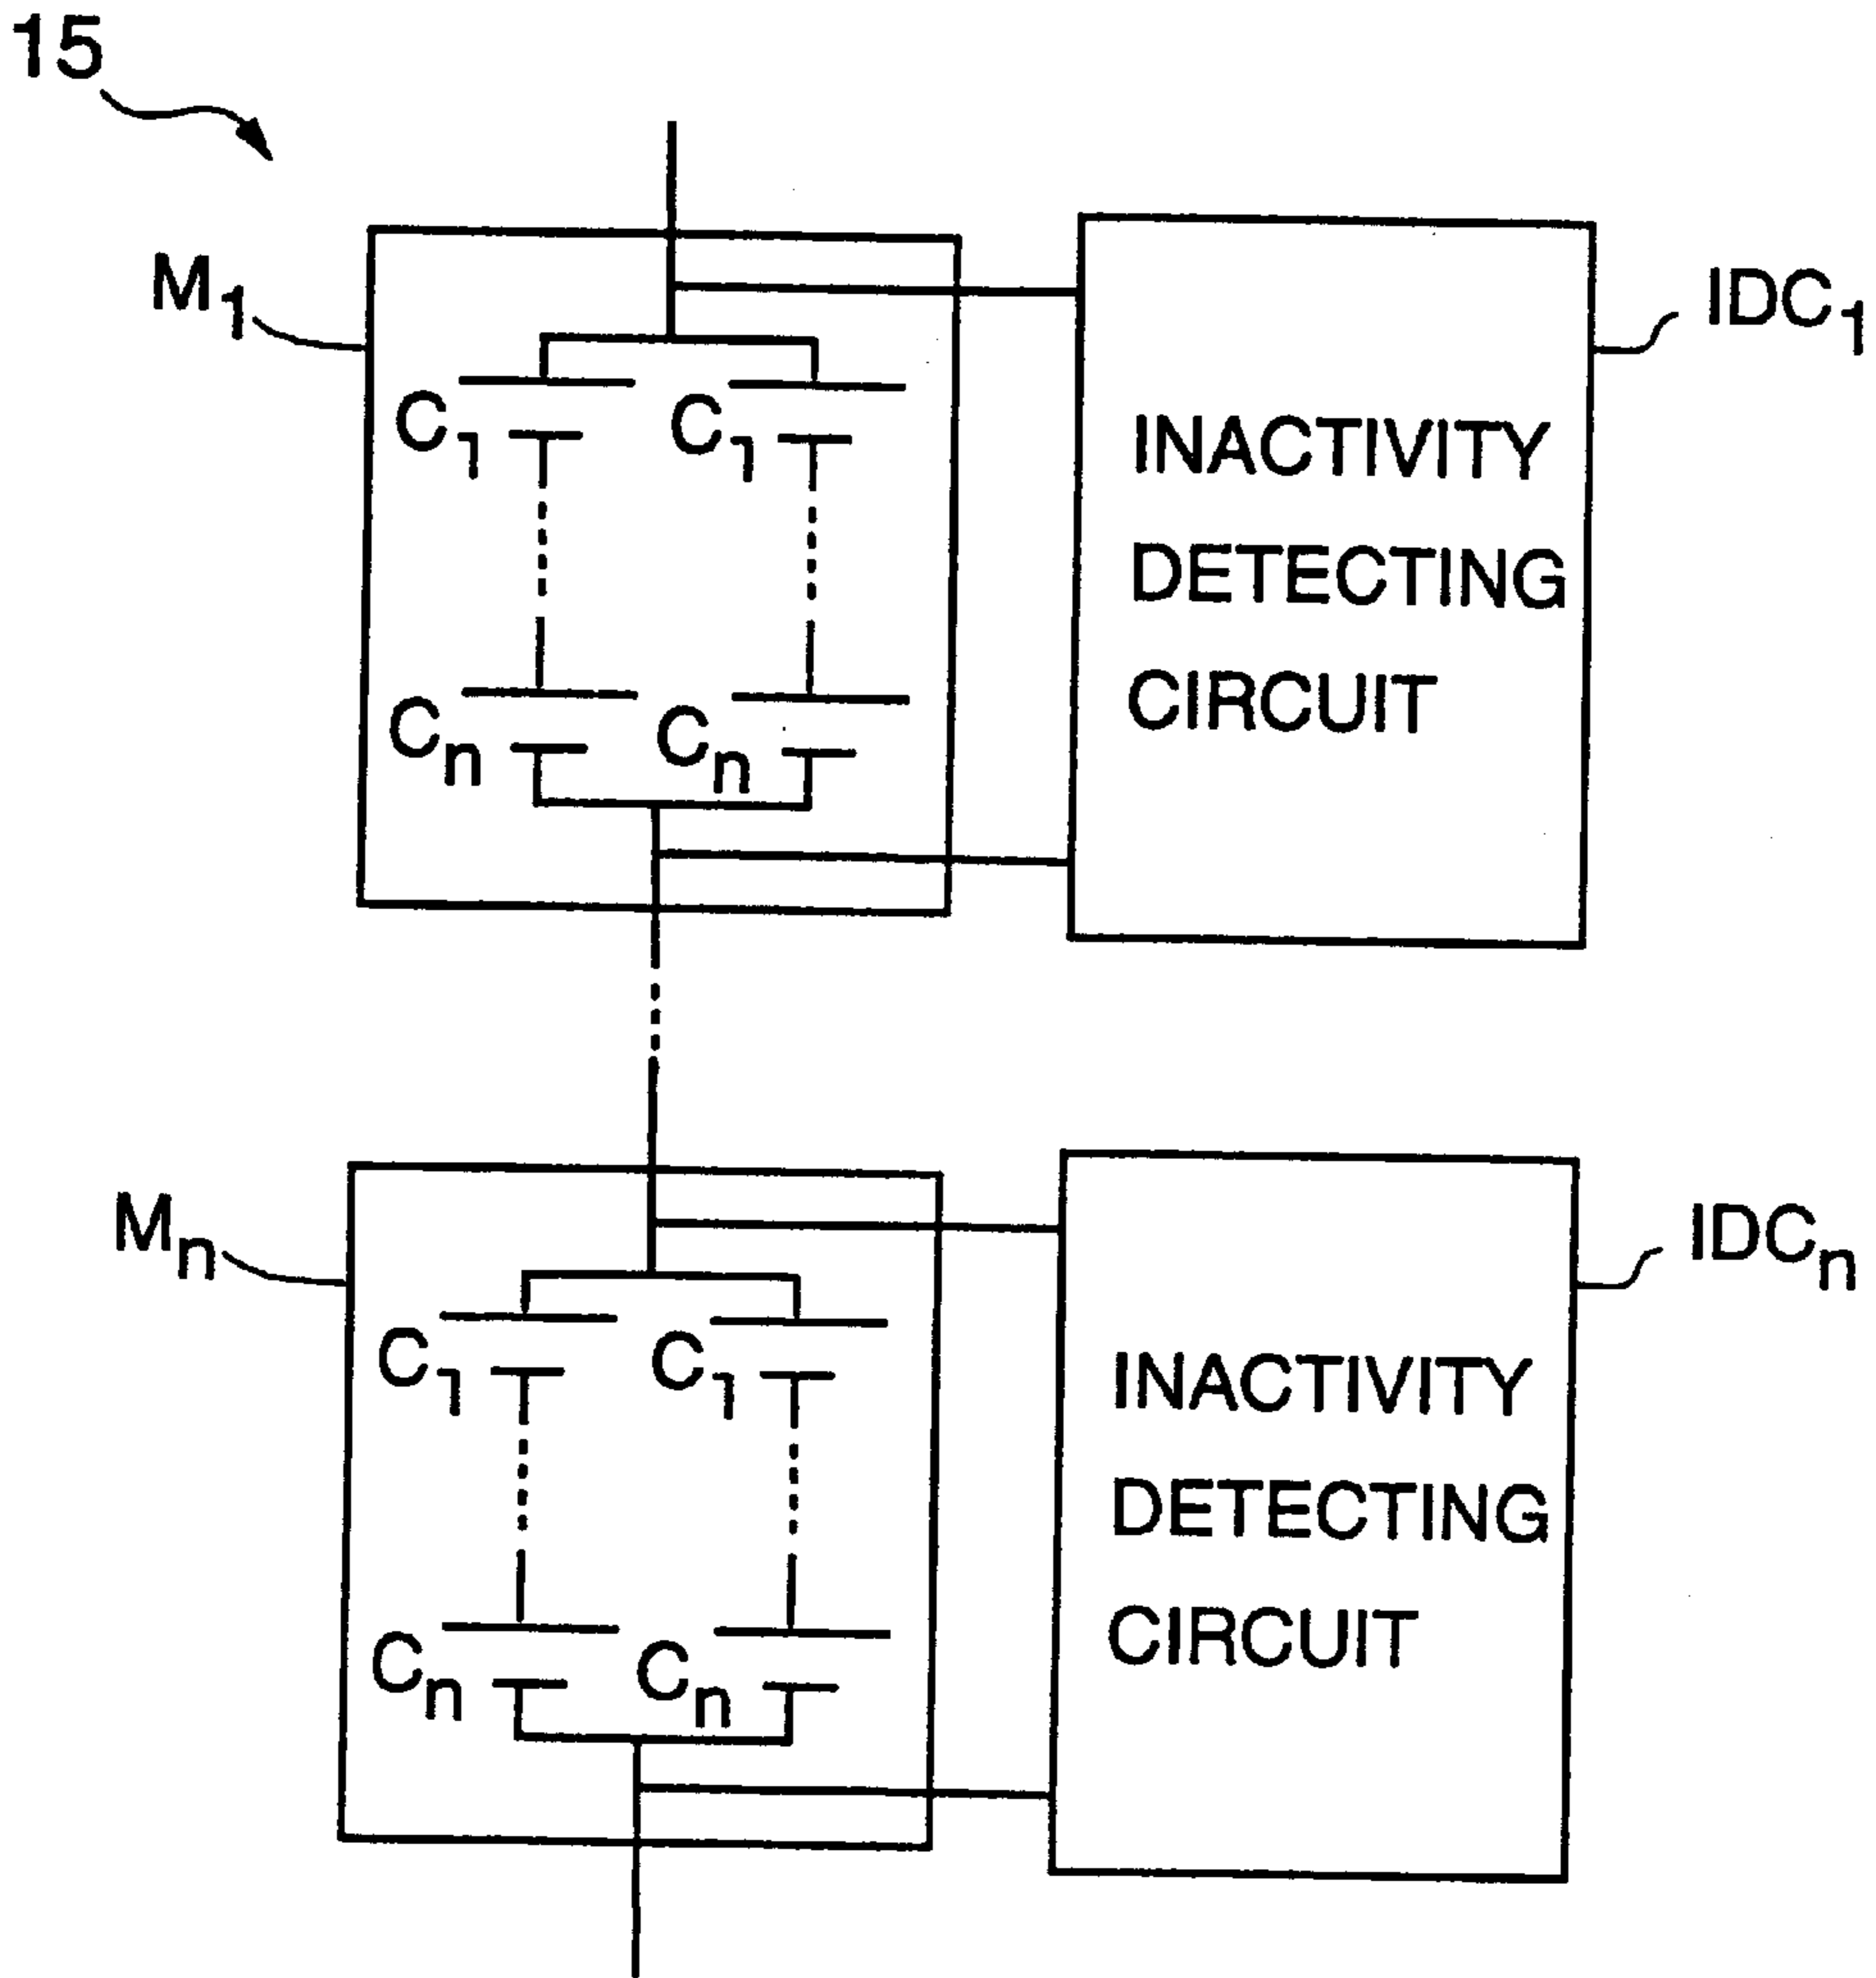 15
M1
IDC1
C1 C1
INACTIVITY
DETECTING
CIRCUIT
Cn Cn
Mn
IDCn
C1 C1
INACTIVITY
DETECTING
CIRCUIT
Cn Cn